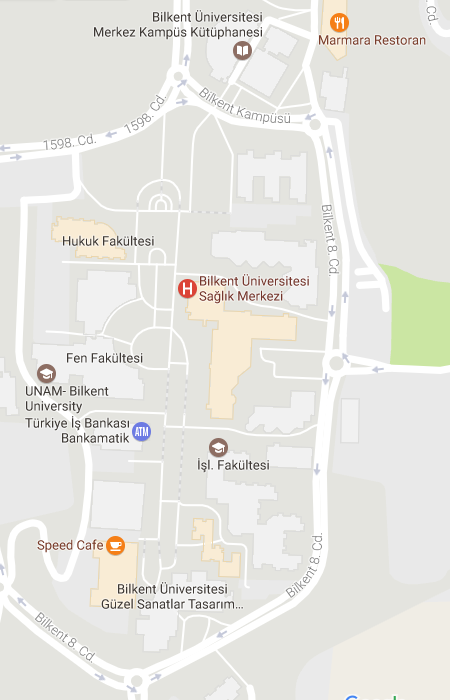 Bilkent Üniversitesi
Merkez Kampüs Kütüphanesi
Marmara Restoran
Bilkent Kampüsü
1598. Cd.
1598. Cd.
Bilkent 8. Cd.
Hukuk Fakültesi
H
Bilkent Üniversitesi
Sağlık Merkezi
Fen Fakültesi
UNAM- Bilkent
University
Türkiye İş Bankası
Bankamatik
ATM
İşl. Fakültesi
Speed Cafe
Bilkent 8. Cd.
Bilkent Üniversitesi
Güzel Sanatlar Tasarım...
Bilkent 8. Cd.